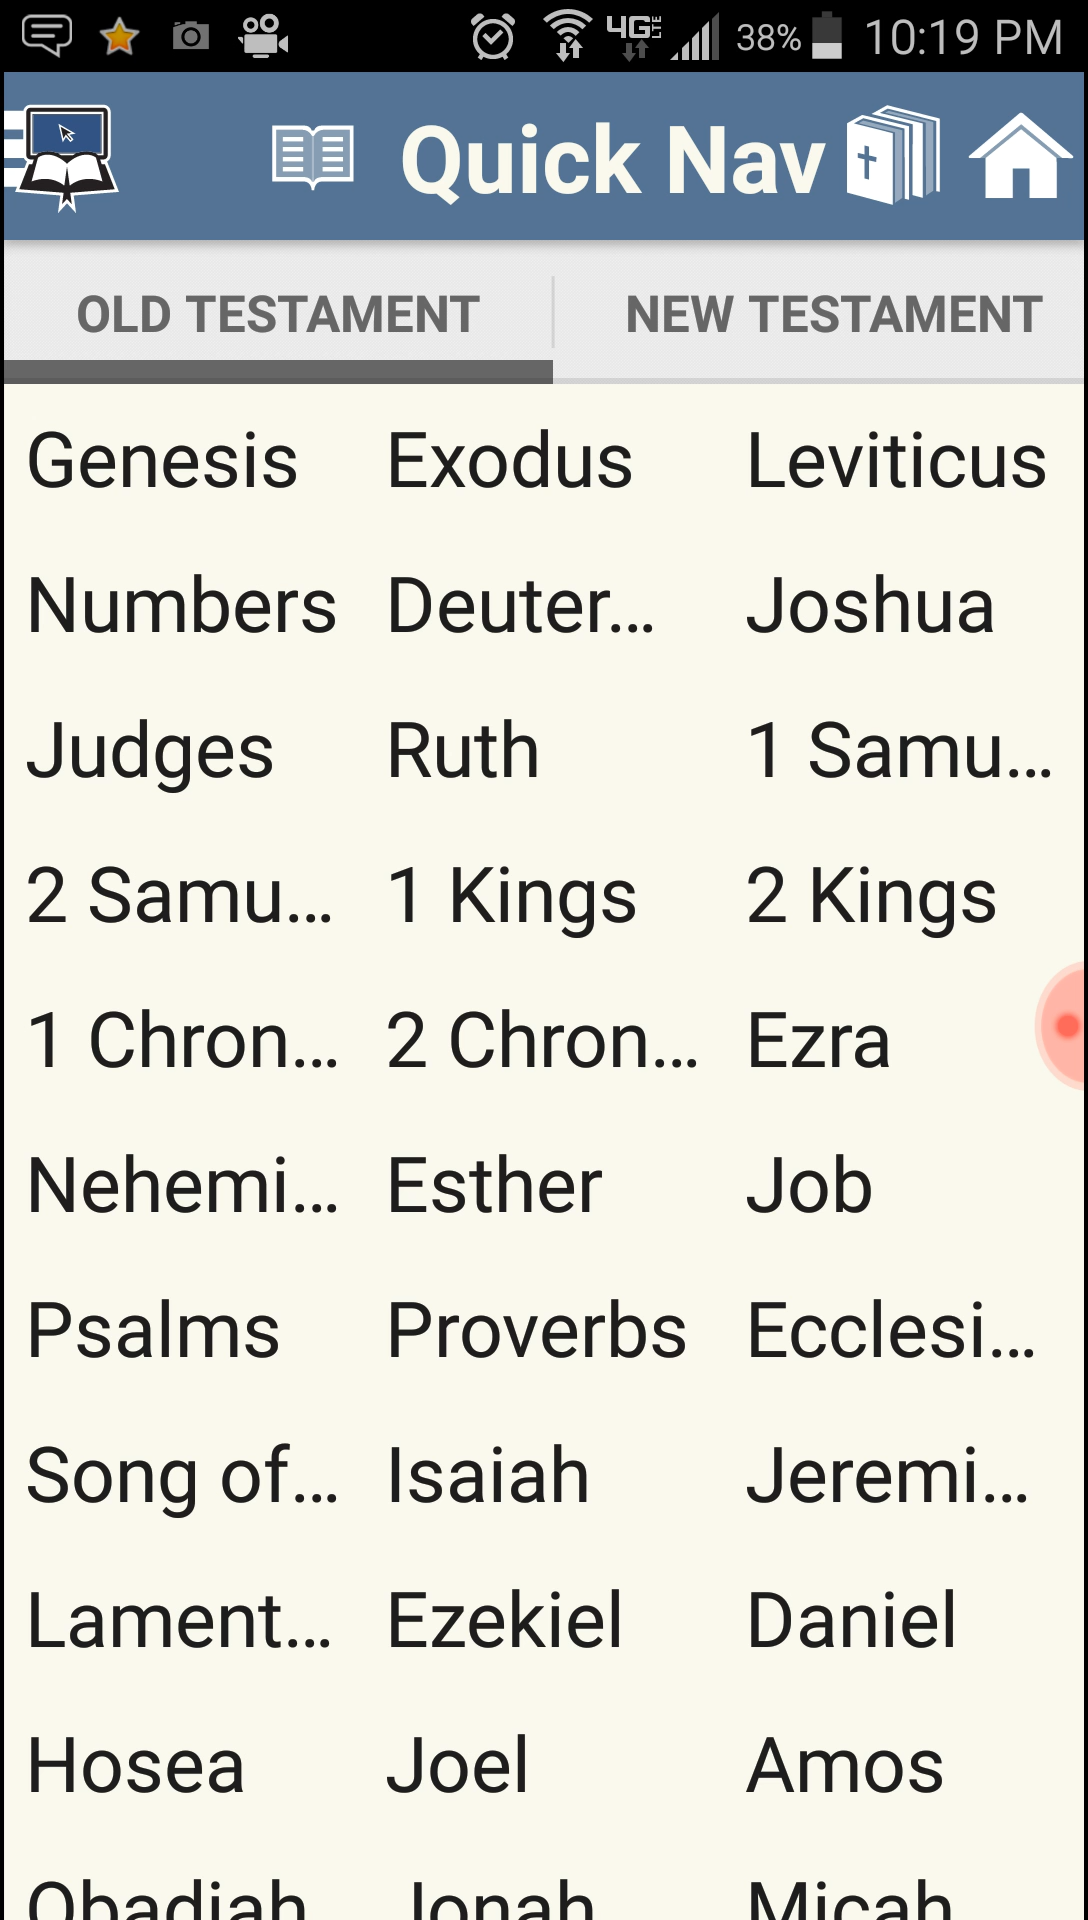 4G LTE 38% 10:19 PM
Quick Nav
OLD TESTAMENT NEW TESTAMENT
Genesis Exodus Leviticus
Numbers Deuter... Joshua
Judges Ruth 1 Samu...
2 Samu... 1 Kings 2 Kings
1 Chron... 2 Chron... Ezra
Nehemi... Esther Job
Psalms Proverbs Ecclesi...
Song of... Isaiah Jeremi...
Lament... Ezekiel Daniel
Hosea Joel Amos
Obadiah Jonah Micah